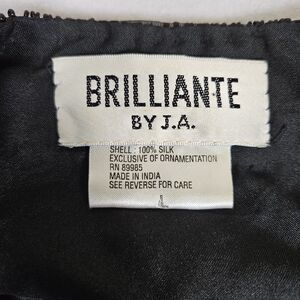 BRILLIANTE
BY J.A.
SHELL: 100% SILK
EXCLUSIVE OF ORNAMENTATION
RN 89985
MADE IN INDIA
SEE REVERSE FOR CARE
L